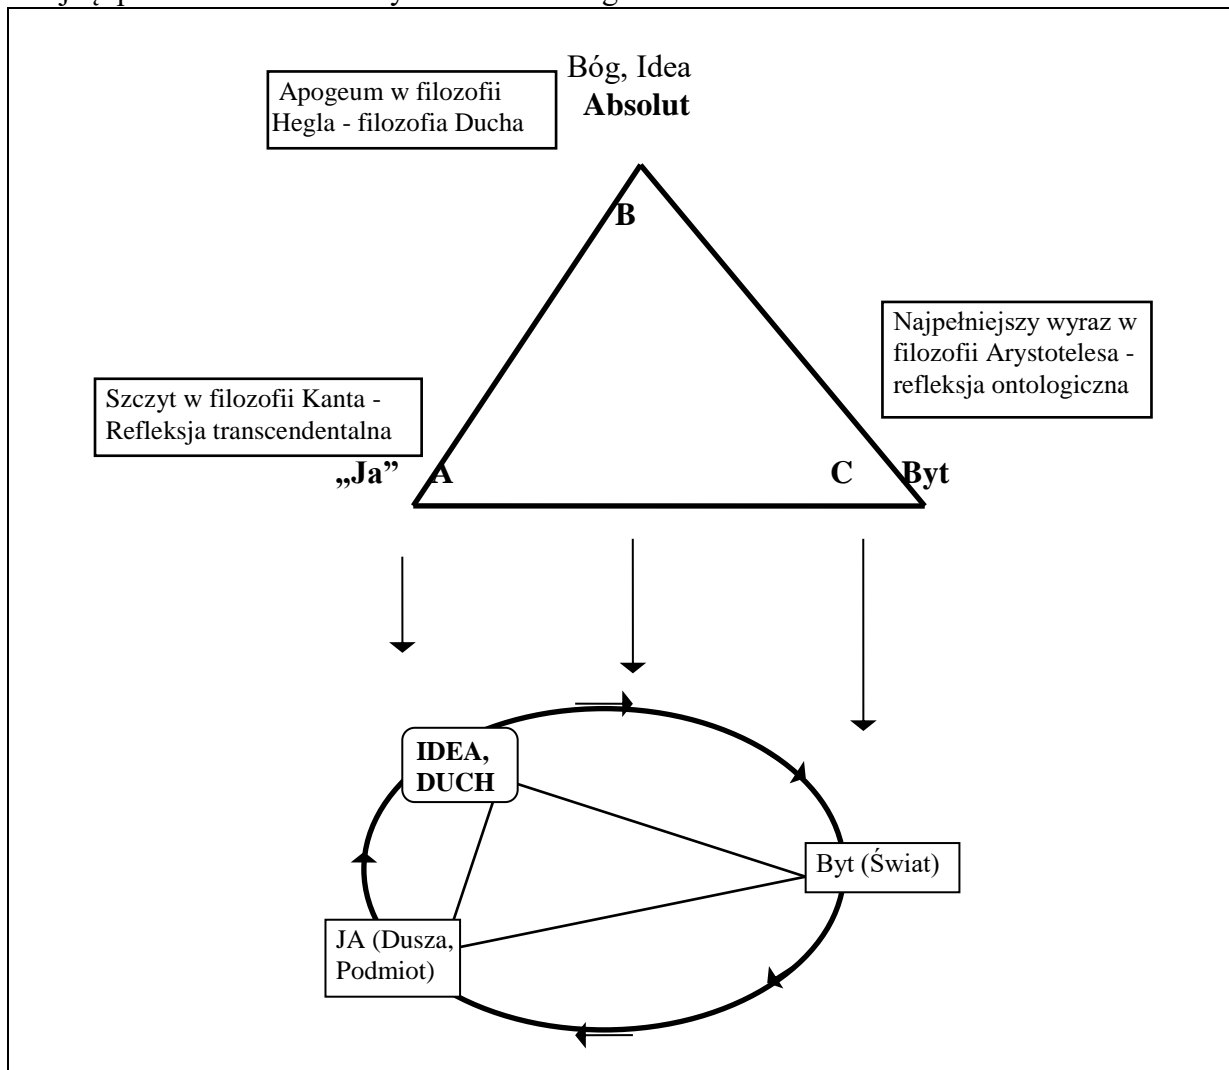 Bóg, Idea
Absolut
Apogeum w filozofii
Hegla - filozofia Ducha
B
Najpełniejszy wyraz w
filozofii Arystotelesa -
refleksja ontologiczna
Szczyt w filozofii Kanta -
Refleksja transcendentalna
„Ja” A
C Byt
IDEA,
DUCH
Byt (Świat)
JA (Dusza,
Podmiot)